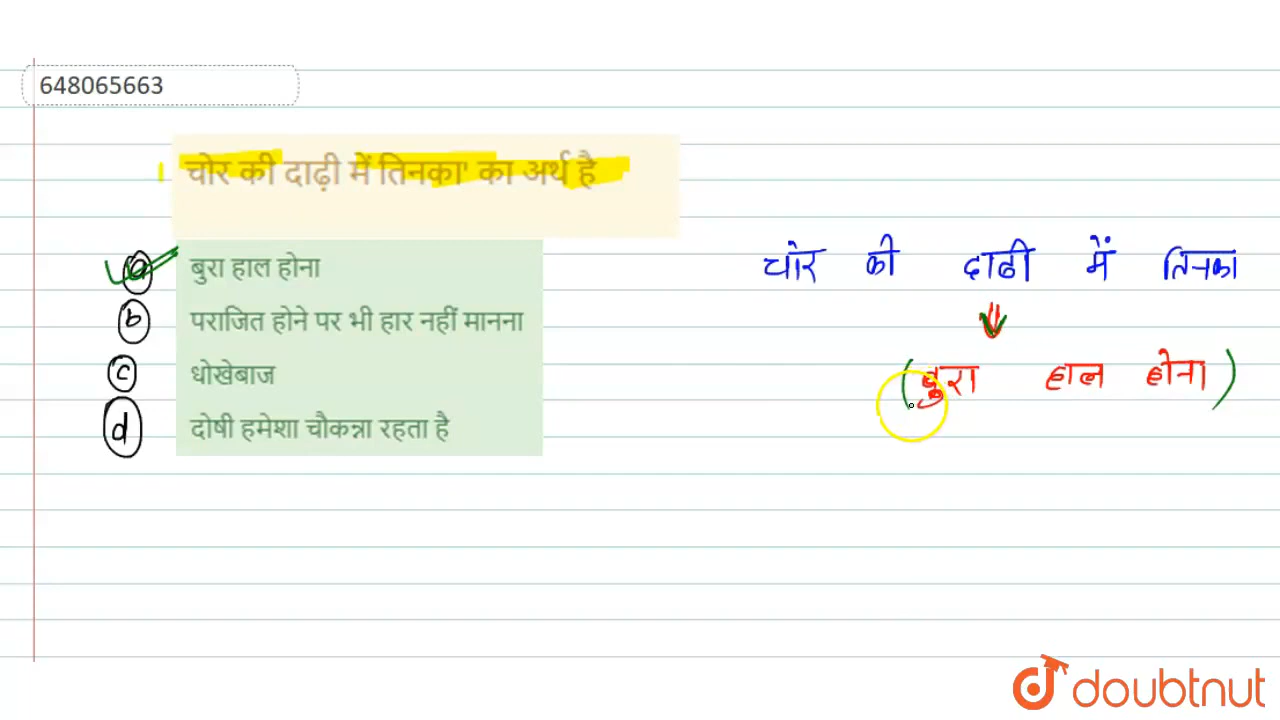 648065663
चोर की दाढ़ी में तिनका' का अर्थ है
a बुरा हाल होना
b पराजित होने पर भी हार नहीं मानना
c धोखेबाज
d दोषी हमेशा चौकन्ना रहता है
चोर की दाढी में तिनका
(बुरा हाल होना)
doubtnut